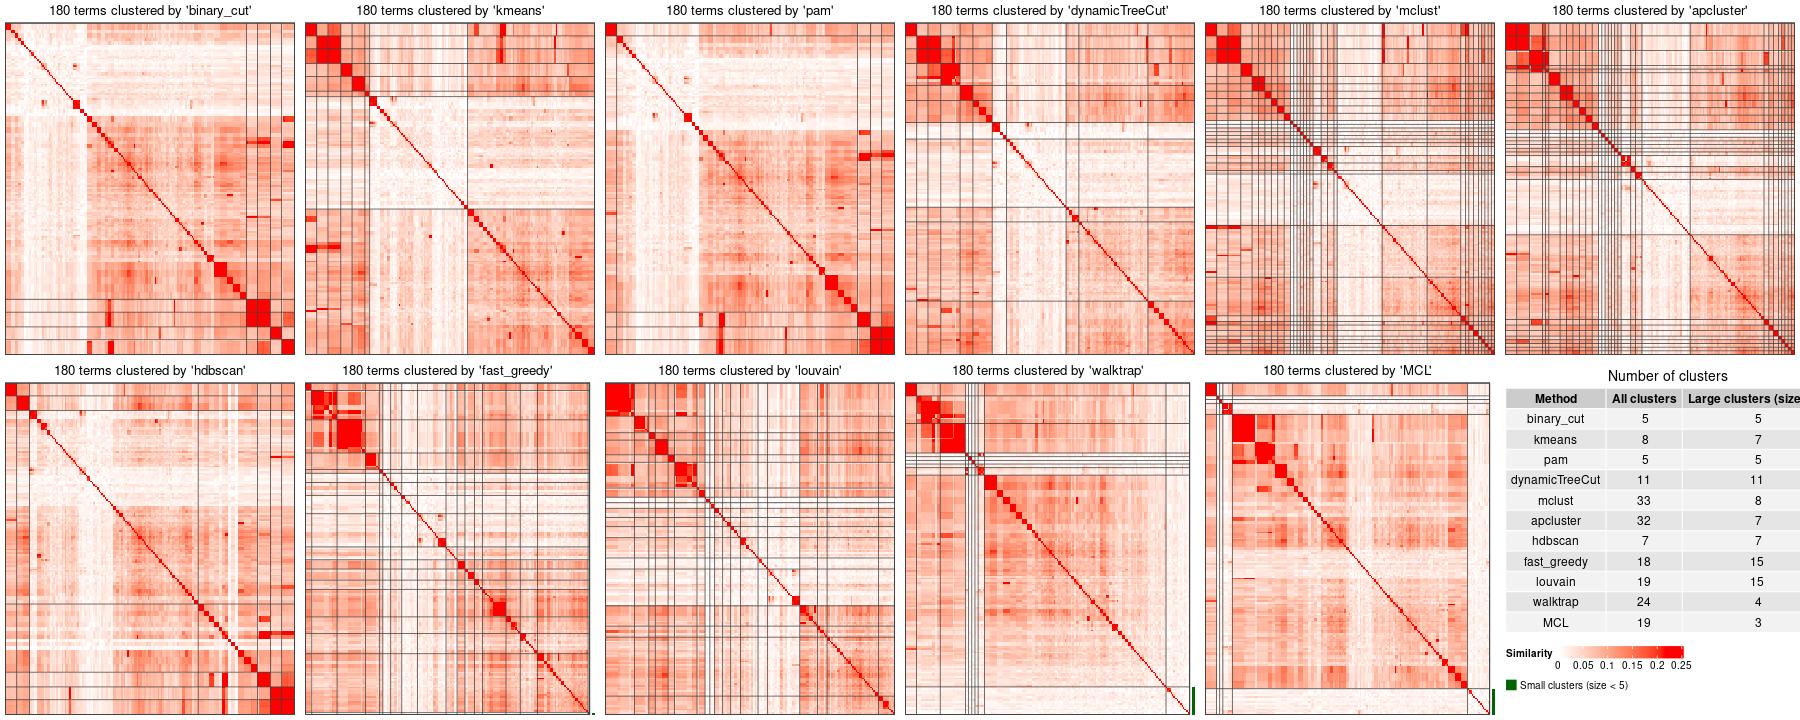 180 terms clustered by 'binary_cut'
180 terms clustered by 'kmeans'
180 terms clustered by 'pam'
180 terms clustered by 'dynamicTreeCut'
180 terms clustered by 'mclust'
180 terms clustered by 'apcluster'
180 terms clustered by 'hdbscan'
180 terms clustered by 'fast_greedy'
180 terms clustered by 'louvain'
180 terms clustered by 'walktrap'
180 terms clustered by 'MCL'
Number of clusters
Method All clusters Large clusters (size
binary_cut 5 5
kmeans 8 7
pam 5 5
dynamicTreeCut 11 11
mclust 33 8
apcluster 32 7
hdbscan 7 7
fast_greedy 18 15
louvain 19 15
walktrap 24 4
MCL 19 3
Similarity
0 0.05 0.1 0.15 0.2 0.25
Small clusters (size < 5)